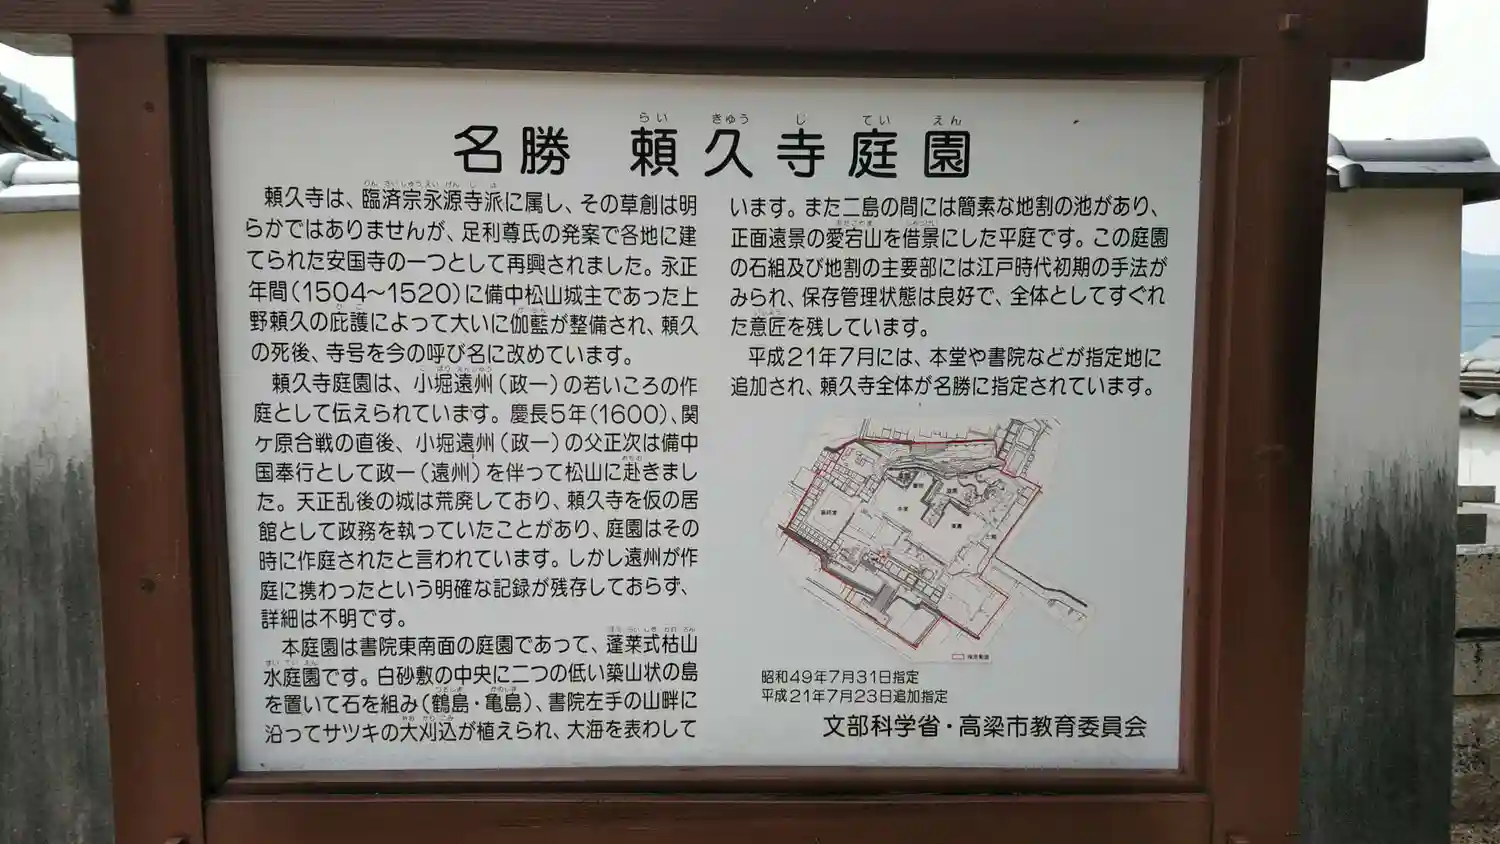 名勝 頼久寺庭園
頼久寺は、臨済宗永源寺派に属し、その草創は明
らかではありませんが、足利尊氏の発案で各地に建
てられた安国寺の一つとして再興されました。永正
年間(1504〜1520)に備中松山城主であった上
野頼久の庇護によって大いに伽藍が整備され、頼久
の死後、寺号を今の呼び名に改めています。
頼久寺庭園は、小堀遠州(政一)の若いころの作
庭として伝えられています。慶長5年(1600)、関
ヶ原合戦の直後、小堀遠州(政一)の父正次は備中
国奉行として政一(遠州)を伴って松山に赴きまし
た。天正乱後の城は荒廃しており、頼久寺を仮の居
館として政務を執っていたことがあり、庭園はその
時に作庭されたと言われています。しかし遠州が作
庭に携わったという明確な記録が残存しておらず、
詳細は不明です。
本庭園は書院東南面の庭園であって、蓬莱式枯山
水庭園です。白砂敷の中央に二つの低い築山状の島
を置いて石を組み(鶴島・亀島)、書院左手の山畔に
沿ってサツキの大刈込が植えられ、大海を表わして
います。また二島の間には簡素な地割の池があり、
正面遠景の愛宕山を借景にした平庭です。この庭園
の石組及び地割の主要部には江戸時代初期の手法が
みられ、保存管理状態は良好で、全体としてすぐれ
た意匠を残しています。
平成21年7月には、本堂や書院などが指定地に
追加され、頼久寺全体が名勝に指定されています。
昭和49年7月31日指定
平成21年7月23日追加指定
文部科学省・高梁市教育委員会